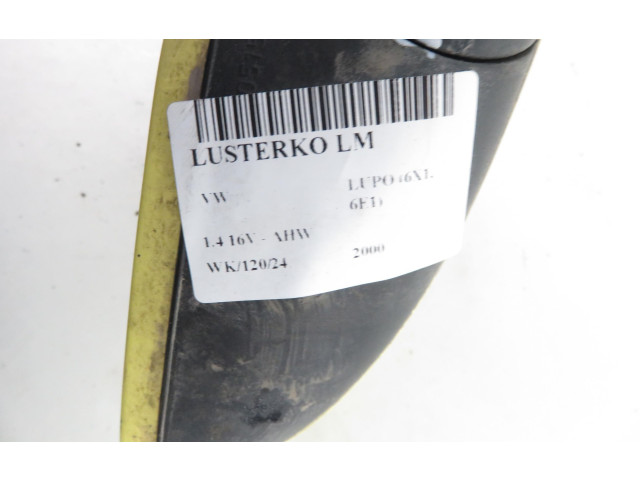 LUSTERKO LM
VW LUPO (6X1,
6E1)
1.4 16V - AHW
WK/120/24 2000